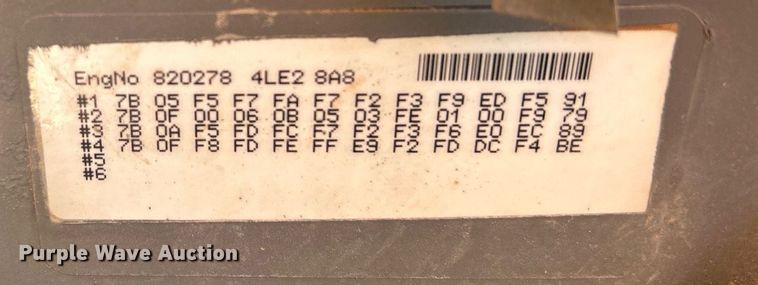 EngNo 820278 4LE2 8A8
#1 7B 05 F5 F7 FA F7 F2 F3 F9 ED F5 91
#2 7B 0F 00 06 0B 05 03 FE 01 00 F9 79
#3 7B 0A F5 FD FC F7 F2 F3 F6 E0 EC 89
#4 7B 0F F8 FD FE FF E9 F2 FD DC F4 BE
#5
#6
Purple Wave Auction